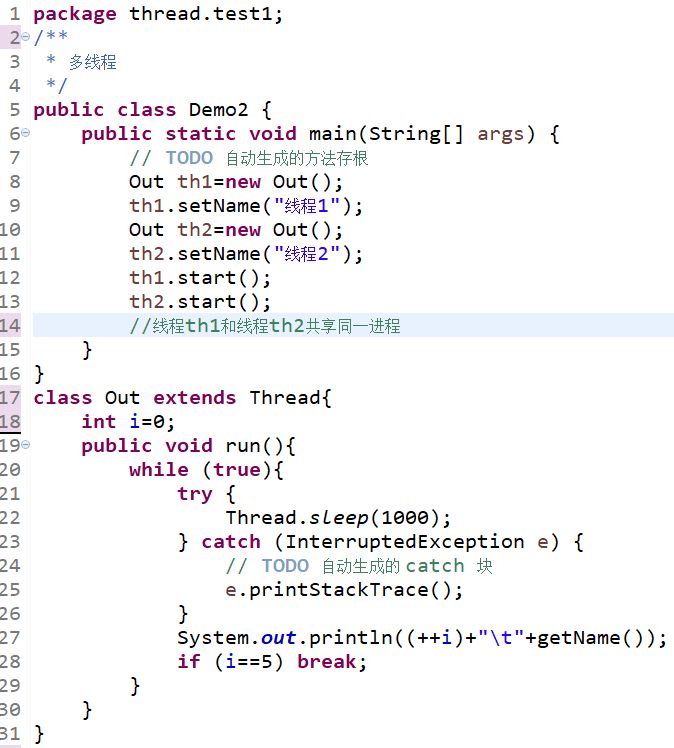 1 package thread.test1;
2 /**
3  * 多线程
4  */
5 public class Demo2 {
6     public static void main(String[] args) {
7         // TODO 自动生成的方法存根
8         Out th1=new Out();
9         th1.setName("线程1");
10         Out th2=new Out();
11         th2.setName("线程2");
12         th1.start();
13         th2.start();
14         //线程th1和线程th2共享同一进程
15     }
16 }
17 class Out extends Thread{
18     int i=0;
19     public void run(){
20         while (true){
21             try {
22                 Thread.sleep(1000);
23             } catch (InterruptedException e) {
24                 // TODO 自动生成的 catch 块
25                 e.printStackTrace();
26             }
27             System.out.println((++i)+"\t"+getName());
28             if (i==5) break;
29         }
30     }
31 }